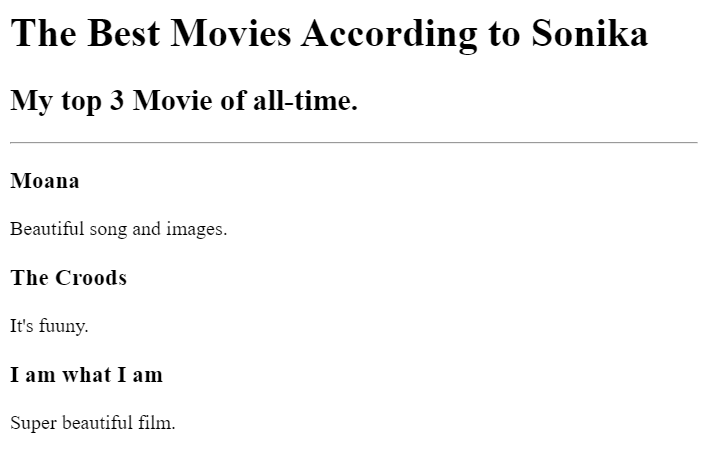 The Best Movies According to Sonika
My top 3 Movie of all-time.
Moana
Beautiful song and images.
The Croods
It's fuuny.
I am what I am
Super beautiful film.